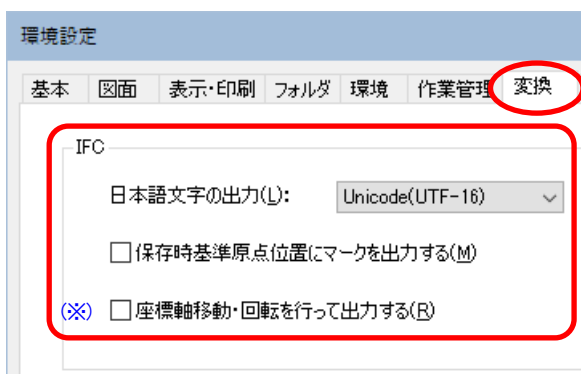 環境設定
基本 図面 表示・印刷 フォルダ 環境 作業管理 変換
IFC
日本語文字の出力(L): Unicode(UTF-16)
保存時基準原点位置にマークを出力する(M)
(※) 座標軸移動・回転を行って出力する(R)